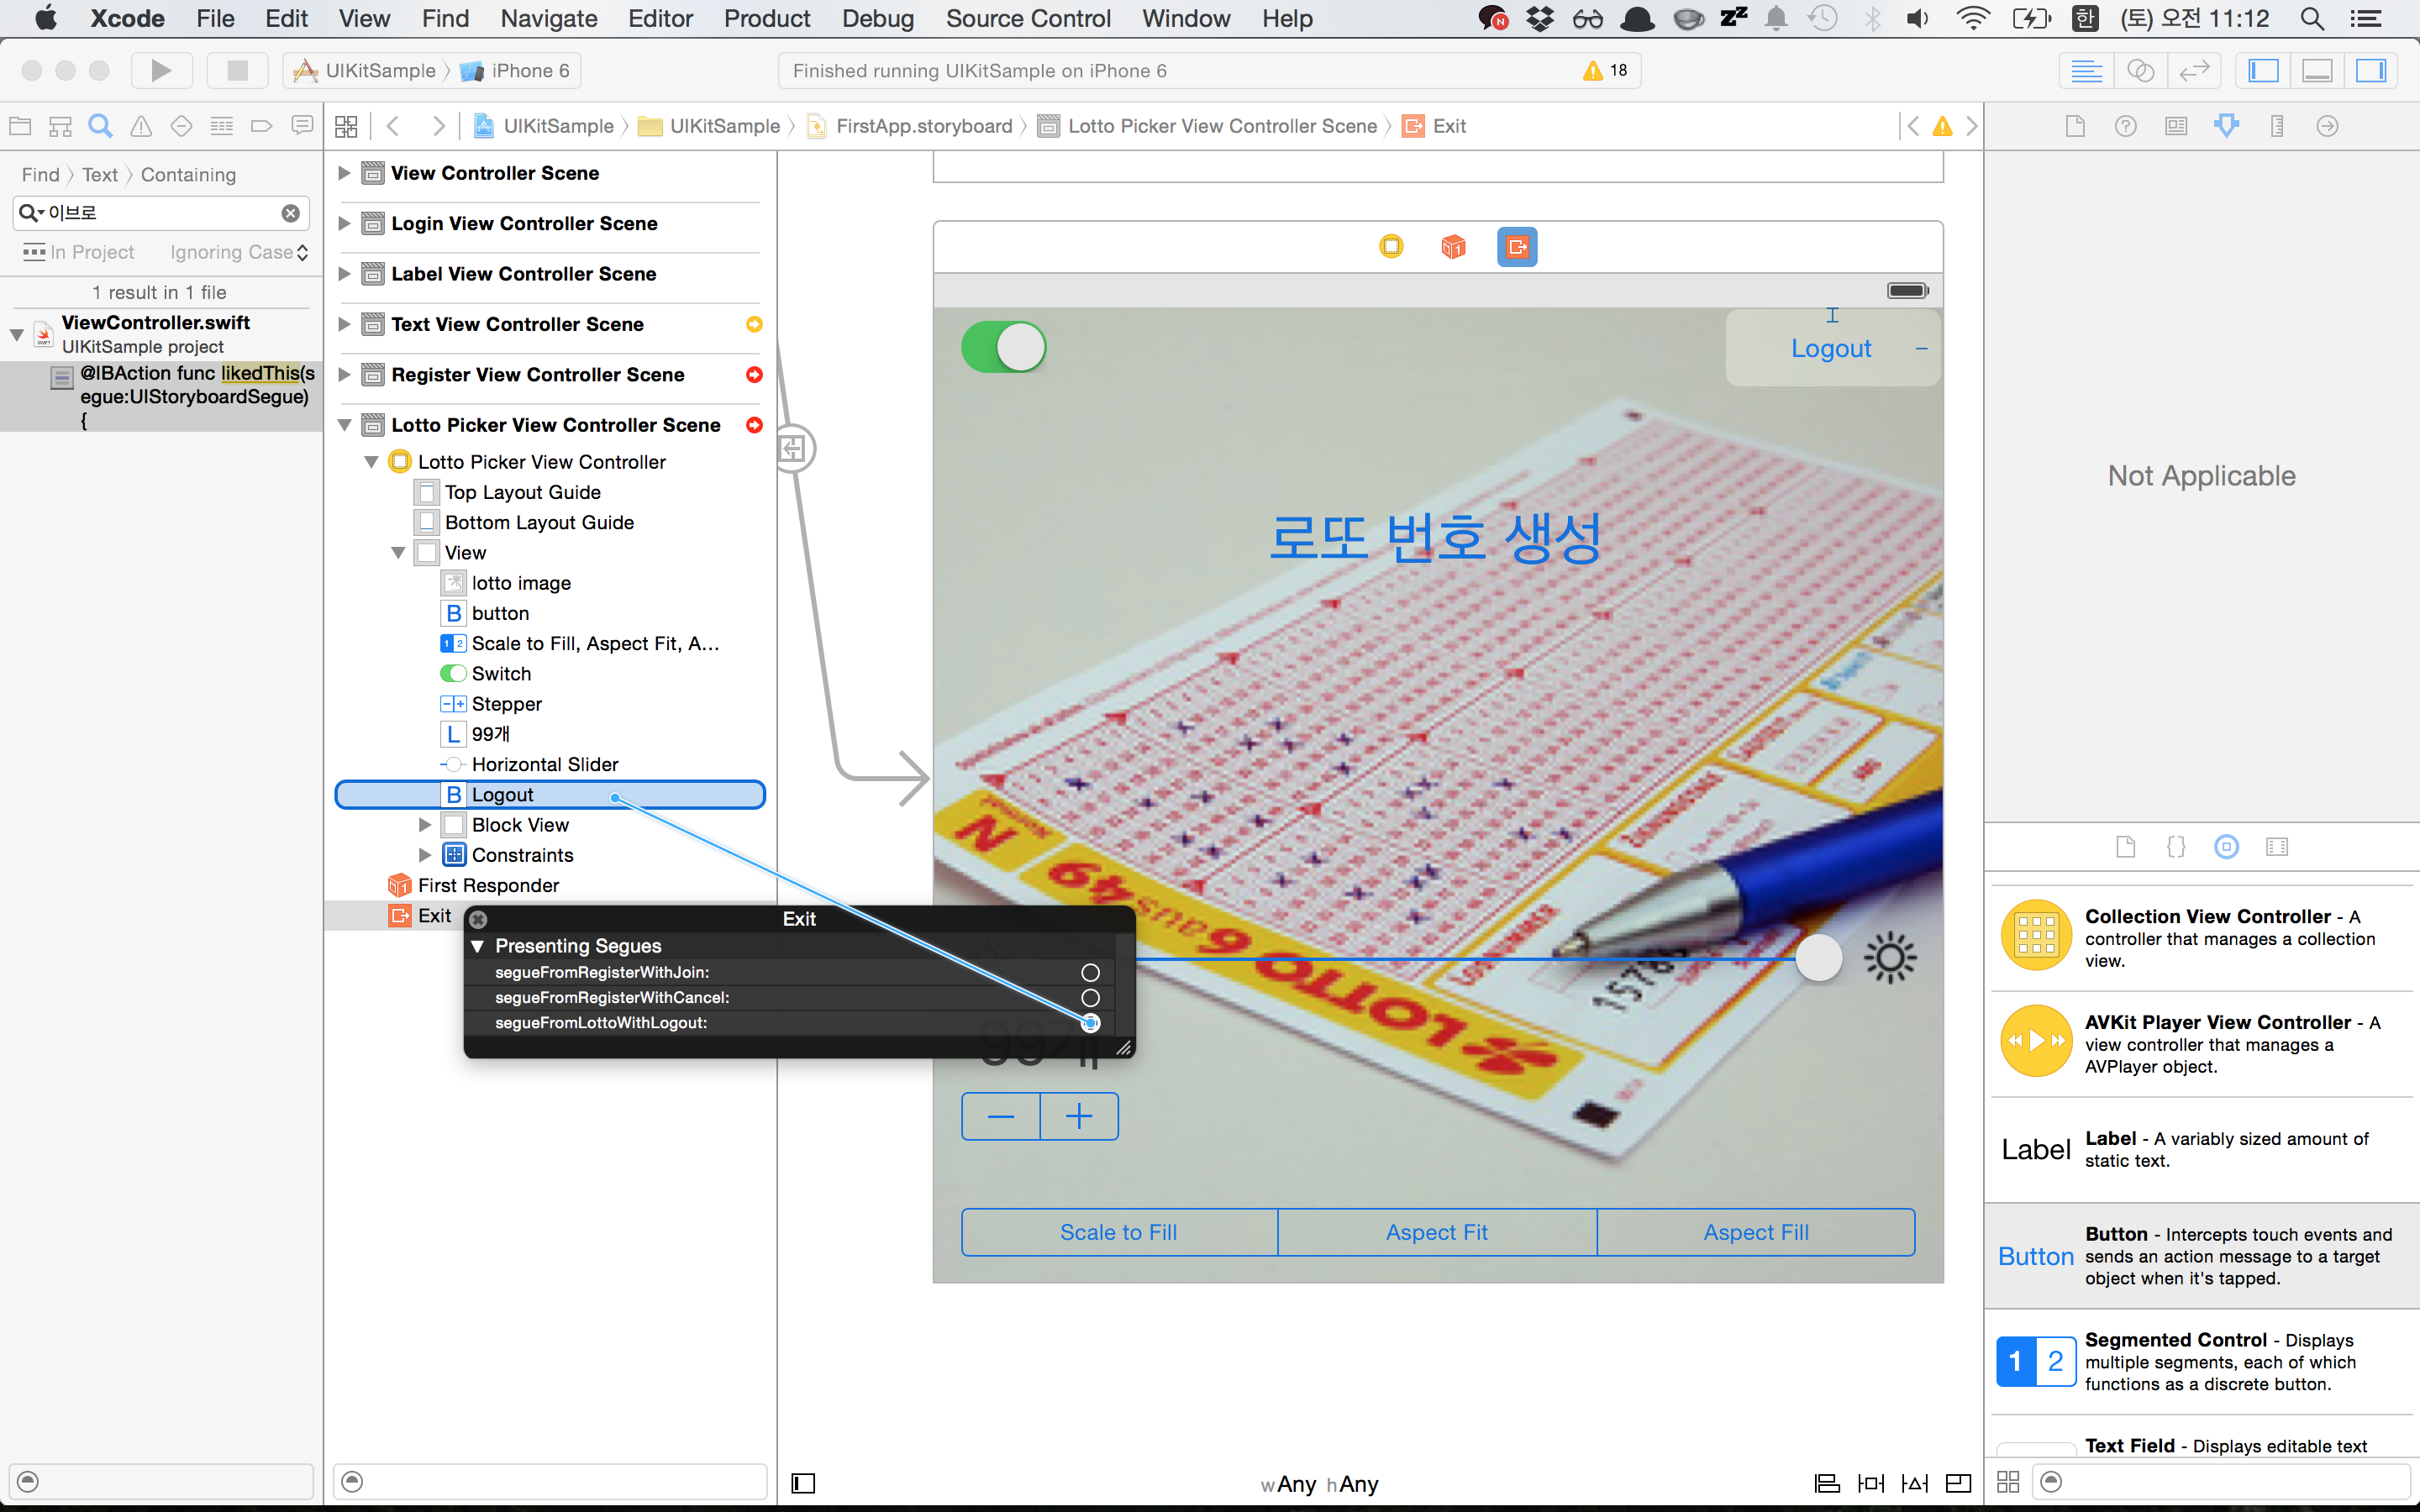 Xcode File Edit View Find Navigate Editor Product Debug Source Control Window Help
한 (토) 오전 11:12
UIKitSample iPhone 6
Finished running UIKitSample on iPhone 6
18
UIKitSample UIKitSample FirstApp.storyboard Lotto Picker View Controller Scene Exit
Find Text Containing
이브로
In Project Ignoring Case
1 result in 1 file
ViewController.swift
UIKitSample project
@IBAction func likedThis(s
egue:UIStoryboardSegue)
{
View Controller Scene
Login View Controller Scene
Label View Controller Scene
Text View Controller Scene
Register View Controller Scene
Lotto Picker View Controller Scene
Lotto Picker View Controller
Top Layout Guide
Bottom Layout Guide
View
lotto image
B button
1 2 Scale to Fill, Aspect Fit, A...
Switch
Stepper
L 99개
Horizontal Slider
B Logout
Block View
Constraints
First Responder
Exit
Exit
Presenting Segues
segueFromRegisterWithJoin:
segueFromRegisterWithCancel:
segueFromLottoWithLogout:
Logout
로또 번호 생성
N
6aus49
LOTTO
99개
Scale to Fill Aspect Fit Aspect Fill
wAny hAny
Not Applicable
Collection View Controller - A
controller that manages a collection
view.
AVKit Player View Controller - A
view controller that manages a
AVPlayer object.
Label
Label - A variably sized amount of
static text.
Button
Button - Intercepts touch events and
sends an action message to a target
object when it's tapped.
1 2
Segmented Control - Displays
multiple segments, each of which
functions as a discrete button.
Text Field - Displays editable text